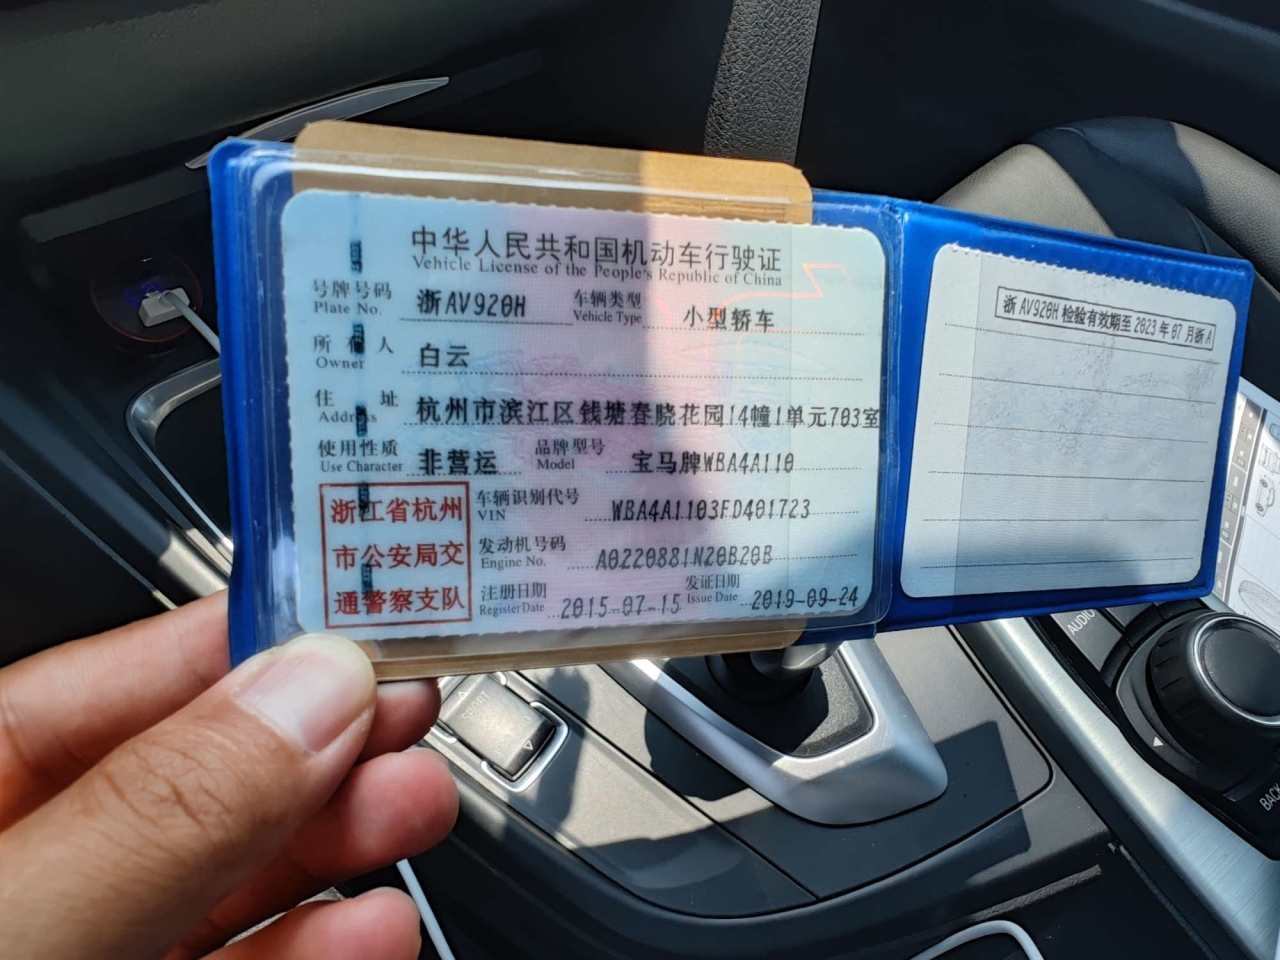 中华人民共和国机动车行驶证
Vehicle License of the People's Republic of China
号牌号码 浙AV920H 车辆类型 小型轿车
Plate No. Vehicle Type
所有人 白云
Owner
住址 杭州市滨江区钱塘春晓花园14幢1单元703室
Address
使用性质 非营运 品牌型号 宝马牌WBA4A110
Use Character Model
浙江省杭州
市公安局交
通警察支队
车辆识别代号 WBA4A1103FD401723
VIN
发动机号码 A0220881N20B20B
Engine No.
注册日期 2015-07-15 发证日期 2019-09-24
Register Date Issue Date
浙AV920H 检验有效期至 2023年07月浙A
SPORT
AUDIO
BACK